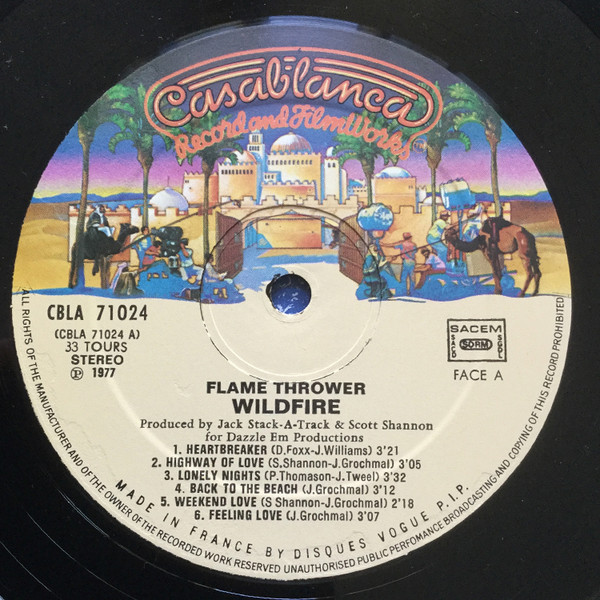 Casablanca
Record and FilmWorks
CBLA 71024
(CBLA 71024 A)
33 TOURS
STEREO
℗ 1977
SACEM
SACD SDRM SGDL
FACE A
FLAME THROWER
WILDFIRE
Produced by Jack Stack-A-Track & Scott Shannon
for Dazzle Em Productions
1. HEARTBREAKER (D.Foxx-J.Williams) 3'21
2. HIGHWAY OF LOVE (S.Shannon-J.Grochmal) 3'05
3. LONELY NIGHTS (P.Thomason-J.Tweel) 3'32
4. BACK TO THE BEACH (J.Grochmal) 3'12
5. WEEKEND LOVE (S Shannon-J.Grochmal) 2'18
6. FEELING LOVE (J.Grochmal) 3'07
MADE IN FRANCE BY DISQUES VOGUE P.I.P.
ALL RIGHTS OF THE MANUFACTURER AND OF THE OWNER OF THE RECORDED WORK RESERVED UNAUTHORISED PUBLIC PERFOMANCE BROADCASTING AND COPYING OF THIS RECORD PROHIBITED